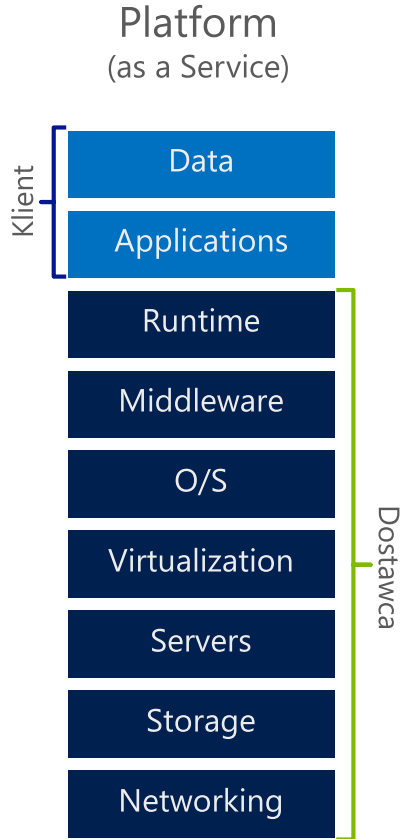 Platform
(as a Service)
Klient
Data
Applications
Runtime
Middleware
O/S
Virtualization
Servers
Storage
Networking
Dostawca